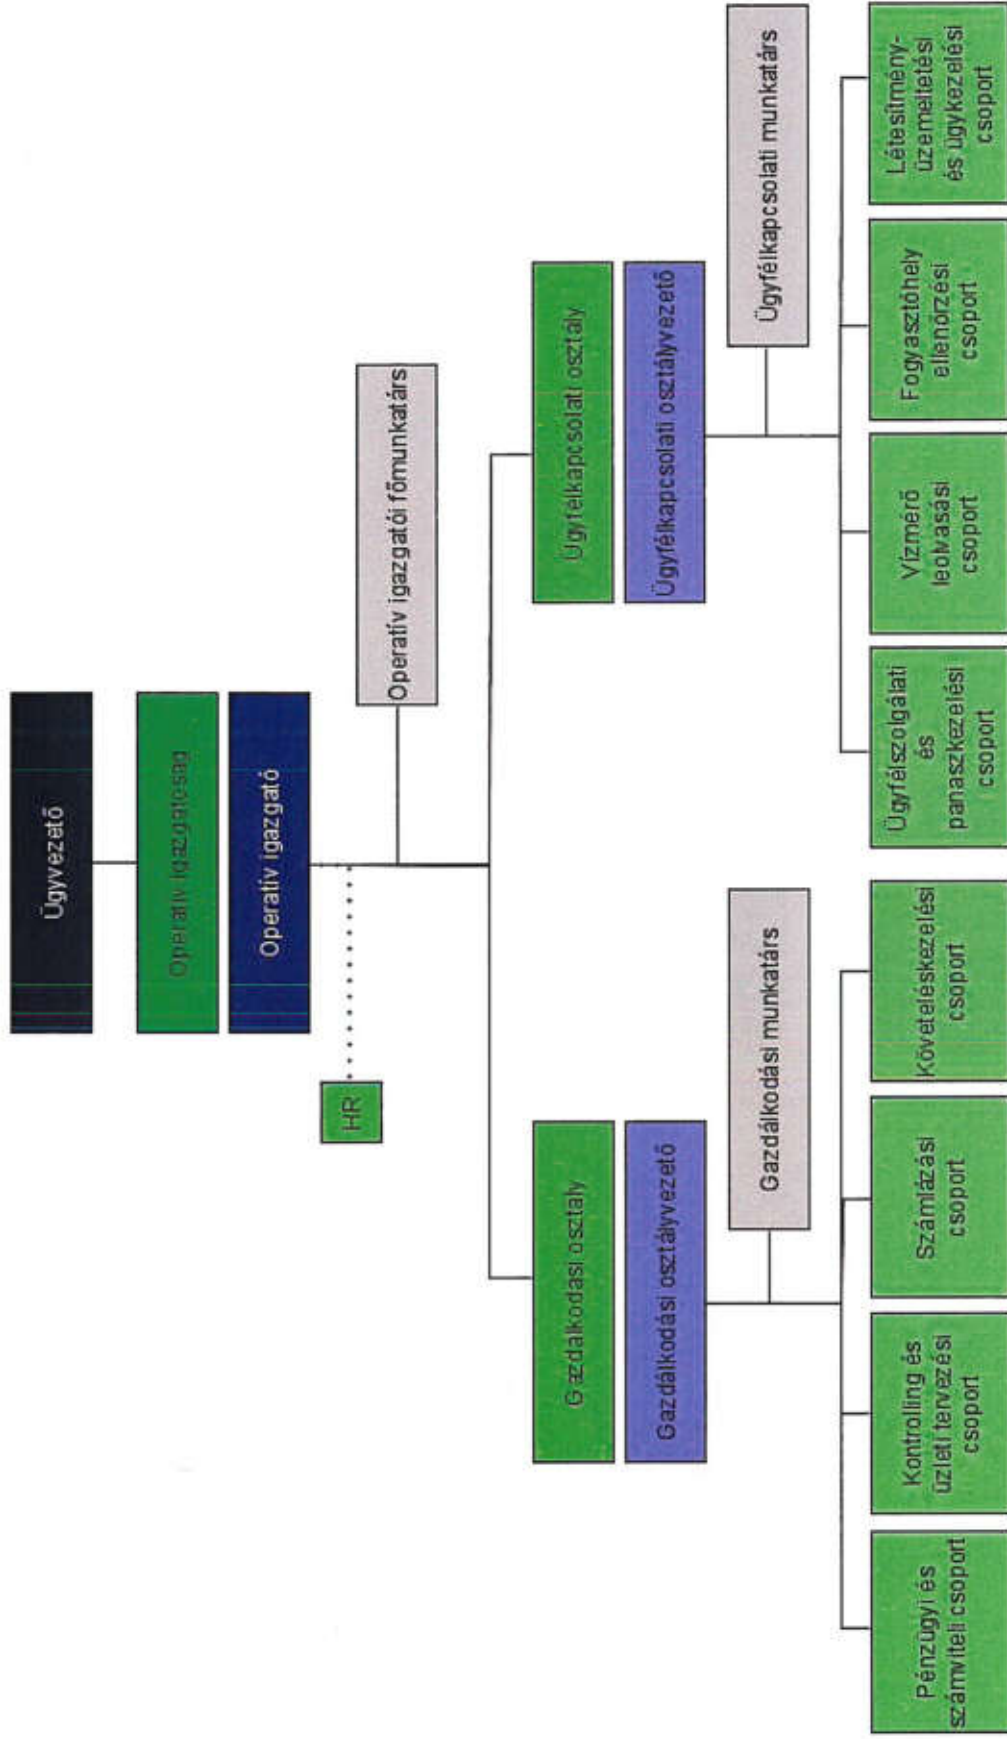 Ügyvezető
Operatív igazgatóság
Operatív igazgató
HR
Operatív igazgatói főmunkatárs
Gazdálkodási osztály
Gazdálkodási osztályvezető
Gazdálkodási munkatárs
Pénzügyi és
számviteli csoport
Kontrolling és
üzleti tervezési
csoport
Számlázási
csoport
Követeléskezelési
csoport
Ügyfélkapcsolati osztály
Ügyfélkapcsolati osztályvezető
Ügyfélkapcsolati munkatárs
Ügyfélszolgálati
és
panaszkezelési
csoport
Vízmérő
leolvasási
csoport
Fogyasztóhely
ellenőrzési
csoport
Létesítmény-
üzemeltetési
és ügykezelési
csoport